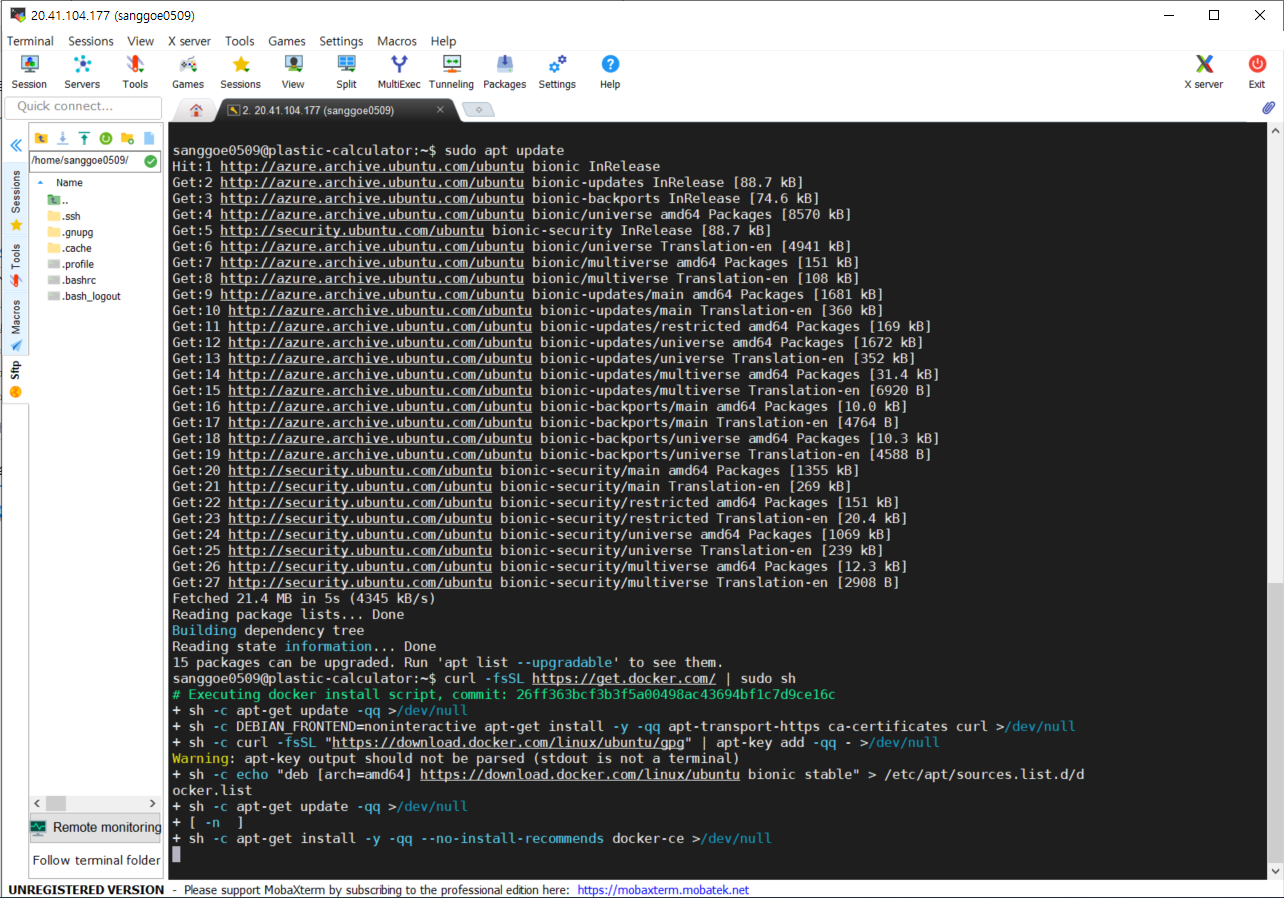 20.41.104.177 (sanggoe0509)
Terminal Sessions View X server Tools Games Settings Macros Help
Session Servers Tools Games Sessions View Split MultiExec Tunneling Packages Settings Help X server Exit
Quick connect...
2. 20.41.104.177 (sanggoe0509)
/home/sanggoe0509/
Name
..
.ssh
.gnupg
.cache
.profile
.bashrc
.bash_logout
Sessions
Tools
Macros
Sftp
Remote monitoring
Follow terminal folder
sanggoe0509@plastic-calculator:~$ sudo apt update
Hit:1 http://azure.archive.ubuntu.com/ubuntu bionic InRelease
Get:2 http://azure.archive.ubuntu.com/ubuntu bionic-updates InRelease [88.7 kB]
Get:3 http://azure.archive.ubuntu.com/ubuntu bionic-backports InRelease [74.6 kB]
Get:4 http://azure.archive.ubuntu.com/ubuntu bionic/universe amd64 Packages [8570 kB]
Get:5 http://security.ubuntu.com/ubuntu bionic-security InRelease [88.7 kB]
Get:6 http://azure.archive.ubuntu.com/ubuntu bionic/universe Translation-en [4941 kB]
Get:7 http://azure.archive.ubuntu.com/ubuntu bionic/multiverse amd64 Packages [151 kB]
Get:8 http://azure.archive.ubuntu.com/ubuntu bionic/multiverse Translation-en [108 kB]
Get:9 http://azure.archive.ubuntu.com/ubuntu bionic-updates/main amd64 Packages [1681 kB]
Get:10 http://azure.archive.ubuntu.com/ubuntu bionic-updates/main Translation-en [360 kB]
Get:11 http://azure.archive.ubuntu.com/ubuntu bionic-updates/restricted amd64 Packages [169 kB]
Get:12 http://azure.archive.ubuntu.com/ubuntu bionic-updates/universe amd64 Packages [1672 kB]
Get:13 http://azure.archive.ubuntu.com/ubuntu bionic-updates/universe Translation-en [352 kB]
Get:14 http://azure.archive.ubuntu.com/ubuntu bionic-updates/multiverse amd64 Packages [31.4 kB]
Get:15 http://azure.archive.ubuntu.com/ubuntu bionic-updates/multiverse Translation-en [6920 B]
Get:16 http://azure.archive.ubuntu.com/ubuntu bionic-backports/main amd64 Packages [10.0 kB]
Get:17 http://azure.archive.ubuntu.com/ubuntu bionic-backports/main Translation-en [4764 B]
Get:18 http://azure.archive.ubuntu.com/ubuntu bionic-backports/universe amd64 Packages [10.3 kB]
Get:19 http://azure.archive.ubuntu.com/ubuntu bionic-backports/universe Translation-en [4588 B]
Get:20 http://security.ubuntu.com/ubuntu bionic-security/main amd64 Packages [1355 kB]
Get:21 http://security.ubuntu.com/ubuntu bionic-security/main Translation-en [269 kB]
Get:22 http://security.ubuntu.com/ubuntu bionic-security/restricted amd64 Packages [151 kB]
Get:23 http://security.ubuntu.com/ubuntu bionic-security/restricted Translation-en [20.4 kB]
Get:24 http://security.ubuntu.com/ubuntu bionic-security/universe amd64 Packages [1069 kB]
Get:25 http://security.ubuntu.com/ubuntu bionic-security/universe Translation-en [239 kB]
Get:26 http://security.ubuntu.com/ubuntu bionic-security/multiverse amd64 Packages [12.3 kB]
Get:27 http://security.ubuntu.com/ubuntu bionic-security/multiverse Translation-en [2908 B]
Fetched 21.4 MB in 5s (4345 kB/s)
Reading package lists... Done
Building dependency tree
Reading state information... Done
15 packages can be upgraded. Run 'apt list --upgradable' to see them.
sanggoe0509@plastic-calculator:~$ curl -fsSL https://get.docker.com/ | sudo sh
# Executing docker install script, commit: 26ff363bcf3b3f5a00498ac43694bf1c7d9ce16c
+ sh -c apt-get update -qq >/dev/null
+ sh -c DEBIAN_FRONTEND=noninteractive apt-get install -y -qq apt-transport-https ca-certificates curl >/dev/null
+ sh -c curl -fsSL "https://download.docker.com/linux/ubuntu/gpg" | apt-key add -qq - >/dev/null
Warning: apt-key output should not be parsed (stdout is not a terminal)
+ sh -c echo "deb [arch=amd64] https://download.docker.com/linux/ubuntu bionic stable" > /etc/apt/sources.list.d/d
ocker.list
+ sh -c apt-get update -qq >/dev/null
+ [ -n  ]
+ sh -c apt-get install -y -qq --no-install-recommends docker-ce >/dev/null
UNREGISTERED VERSION - Please support MobaXterm by subscribing to the professional edition here: https://mobaxterm.mobatek.net